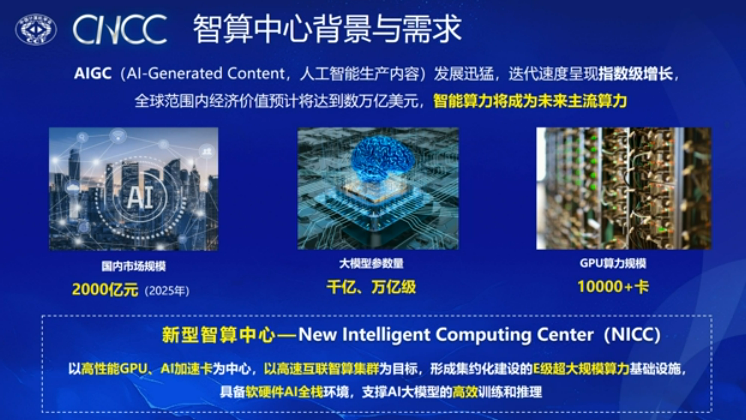 CNCC 智算中心背景与需求
AIGC（AI-Generated Content，人工智能生产内容）发展迅猛，迭代速度呈现指数级增长，
全球范围内经济价值预计将达到数万亿美元，智能算力将成为未来主流算力
AI
国内市场规模
2000亿元（2025年）
大模型参数量
千亿、万亿级
GPU算力规模
10000+卡
新型智算中心—New Intelligent Computing Center（NICC）
以高性能GPU、AI加速卡为中心，以高速互联智算集群为目标，形成集约化建设的E级超大规模算力基础设施，
具备软硬件AI全栈环境，支撑AI大模型的高效训练和推理